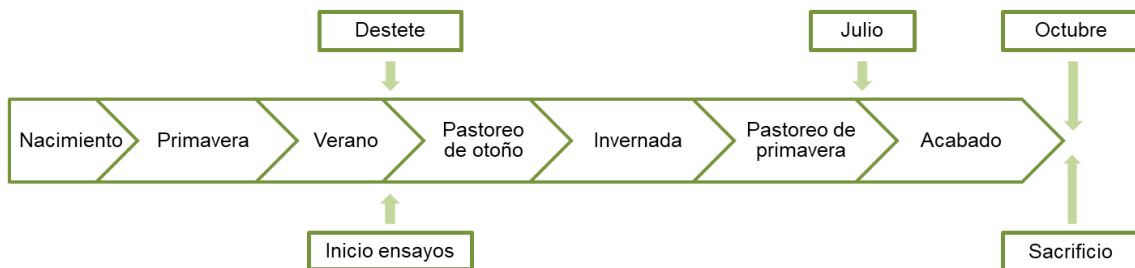 Destete
Julio
Octubre
Nacimiento
Primavera
Verano
Pastoreo
de otoño
Invernada
Pastoreo de
primavera
Acabado
Inicio ensayos
Sacrificio